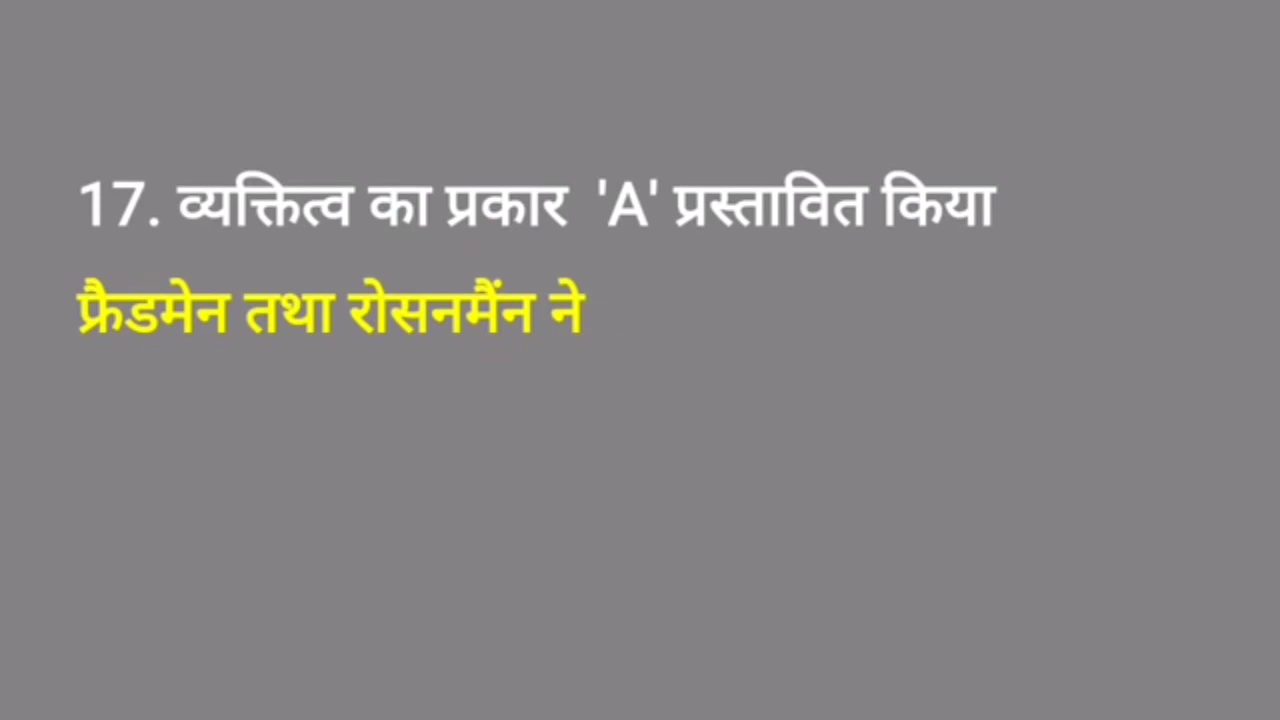 17. व्यक्तित्व का प्रकार 'A' प्रस्तावित किया
फ्रैडमेन तथा रोसनमैंन ने